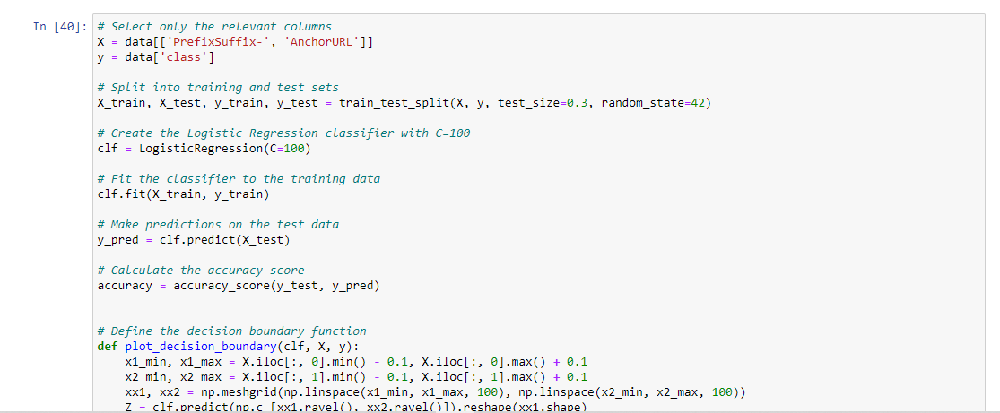 In [40]: # Select only the relevant columns
X = data[['PrefixSuffix-', 'AnchorURL']]
y = data['class']
# Split into training and test sets
X_train, X_test, y_train, y_test = train_test_split(X, y, test_size=0.3, random_state=42)
# Create the Logistic Regression classifier with C=100
clf = LogisticRegression(C=100)
# Fit the classifier to the training data
clf.fit(X_train, y_train)
# Make predictions on the test data
y_pred = clf.predict(X_test)
# Calculate the accuracy score
accuracy = accuracy_score(y_test, y_pred)
# Define the decision boundary function
def plot_decision_boundary(clf, X, y):
    x1_min, x1_max = X.iloc[:, 0].min() - 0.1, X.iloc[:, 0].max() + 0.1
    x2_min, x2_max = X.iloc[:, 1].min() - 0.1, X.iloc[:, 1].max() + 0.1
    xx1, xx2 = np.meshgrid(np.linspace(x1_min, x1_max, 100), np.linspace(x2_min, x2_max, 100))
    Z = clf.predict(np.c_[xx1.ravel(), xx2.ravel()]).reshape(xx1.shape)